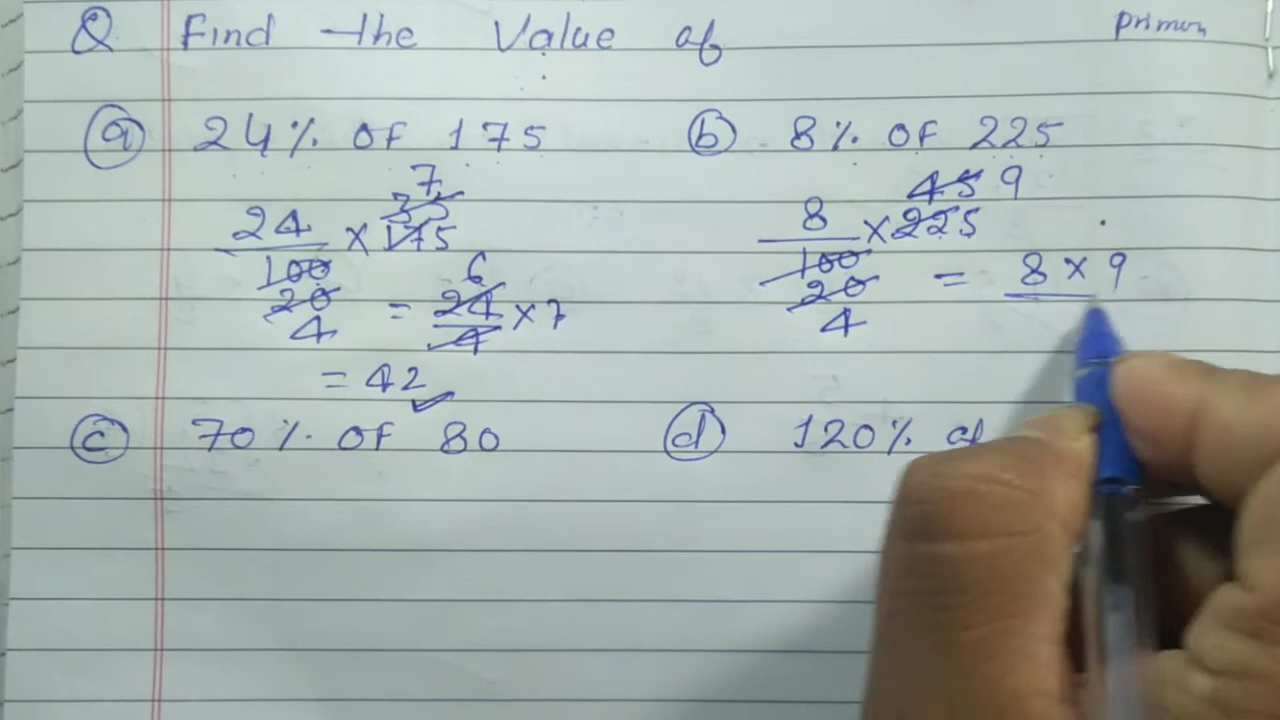 Q Find the Value of
primer
(a) 24% of 175
7
35
24/100 × 175
20
4
= 24/4 × 7
6
= 42 ✓
(b) 8% of 225
45 9
8/100 × 225
20
4
= 8 × 9
(c) 70% of 80
(d) 120% of